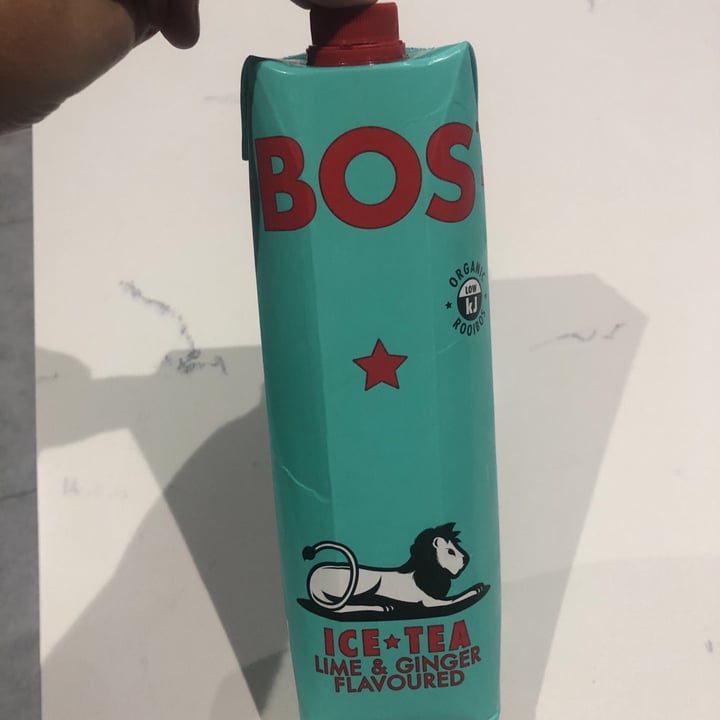 BOS
ORGANIC
LOW
kJ
ROOIBOS
ICE★TEA
LIME & GINGER
FLAVOURED